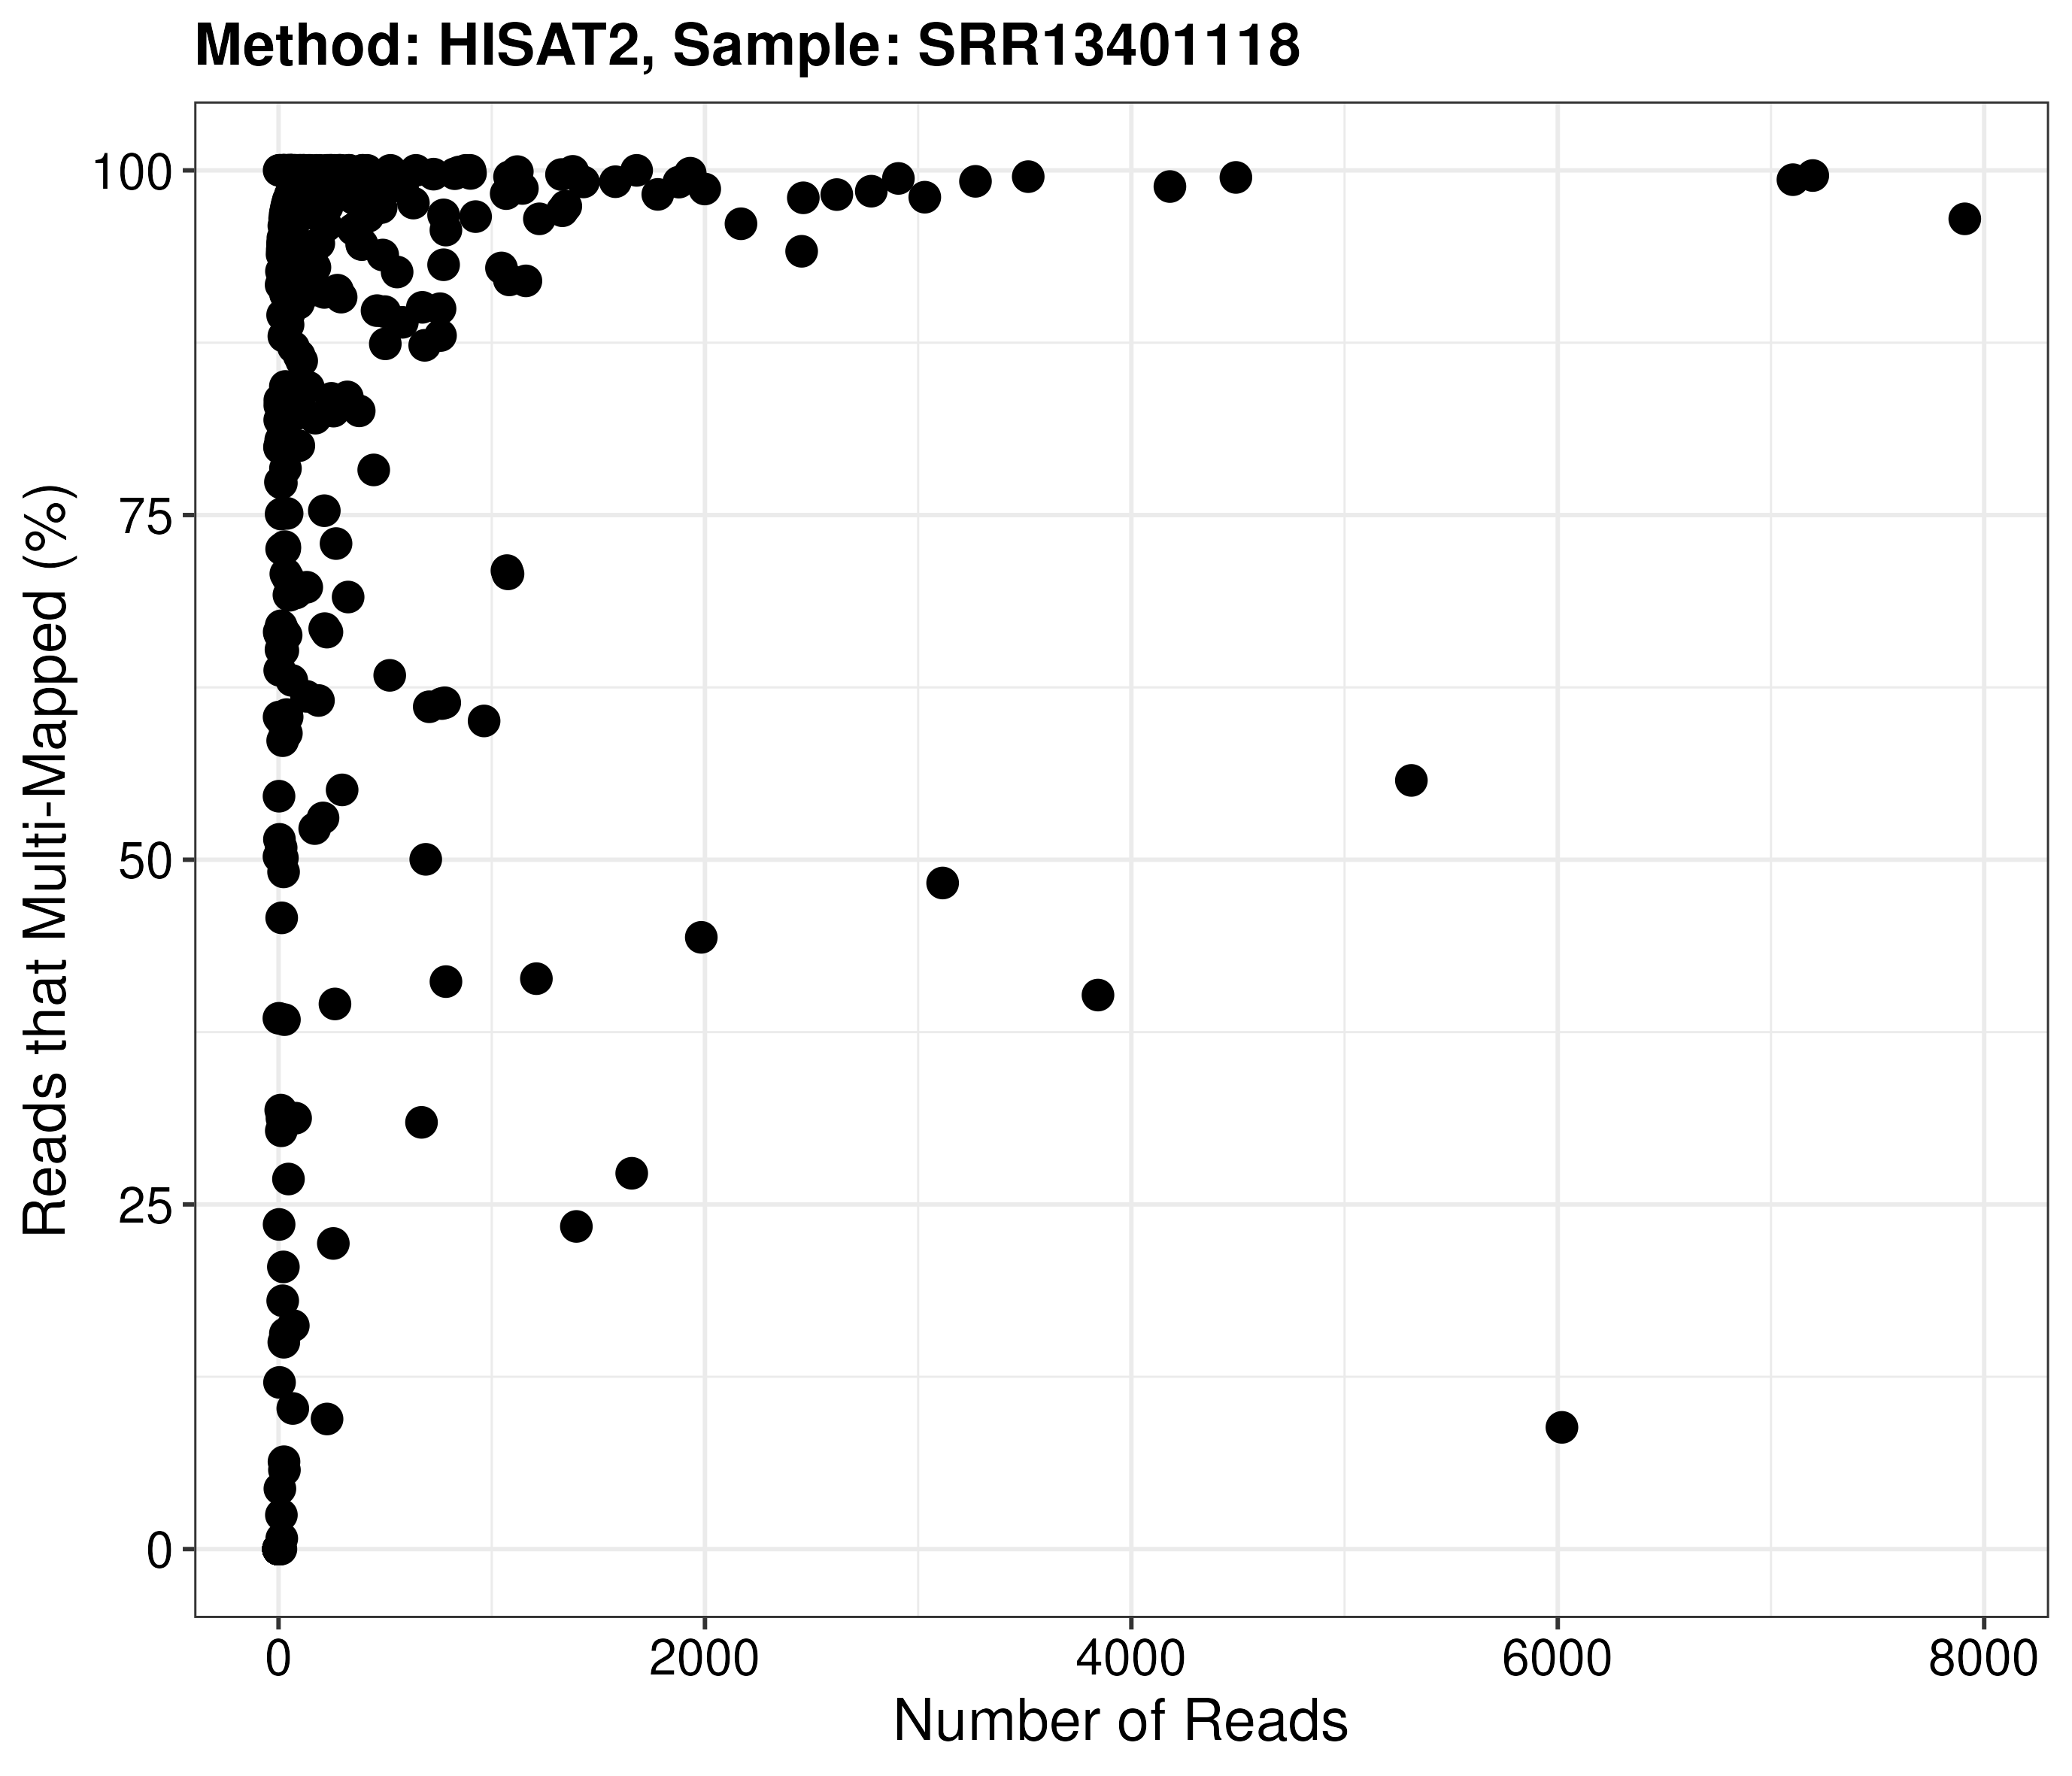 Method: HISAT2, Sample: SRR13401118
Reads that Multi-Mapped (%)
100
75
50
25
0
0 2000 4000 6000 8000
Number of Reads